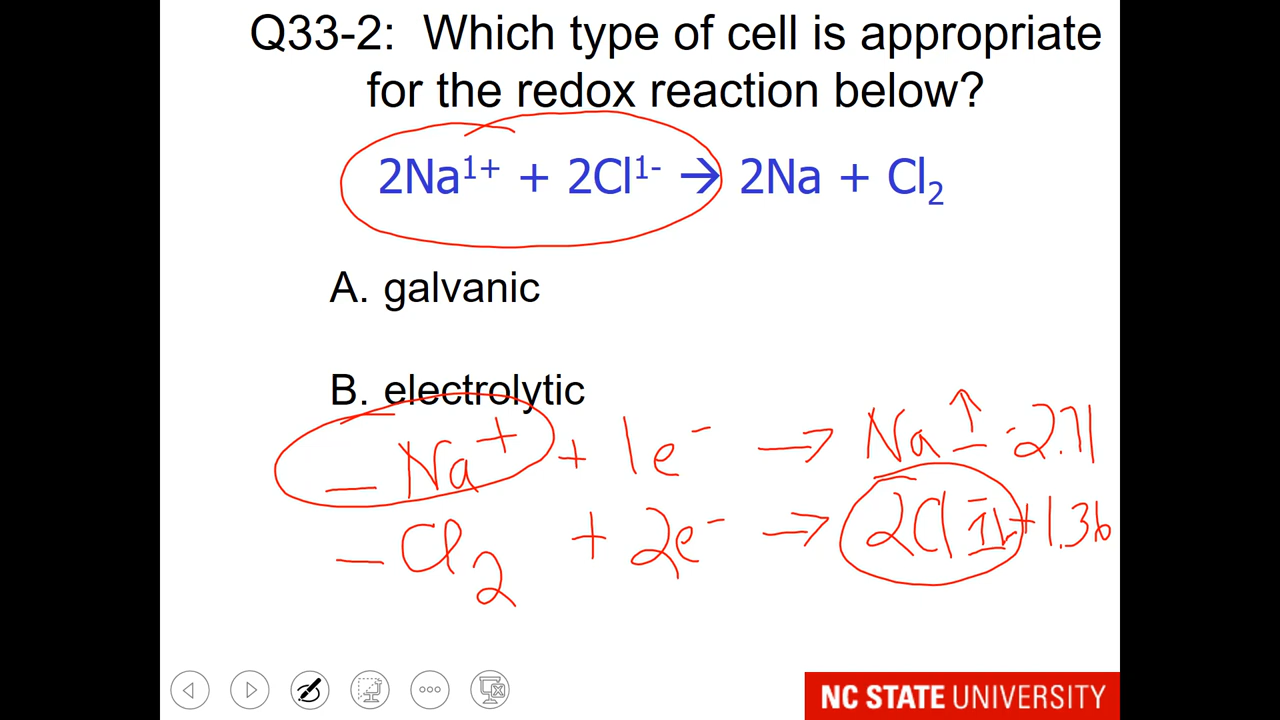 Q33-2: Which type of cell is appropriate
for the redox reaction below?
2Na¹⁺ + 2Cl¹⁻ → 2Na + Cl₂
A. galvanic
B. electrolytic
Na⁺ + 1e⁻ → Na -2.71
Cl₂ + 2e⁻ → 2Cl +1.36
NC STATE UNIVERSITY